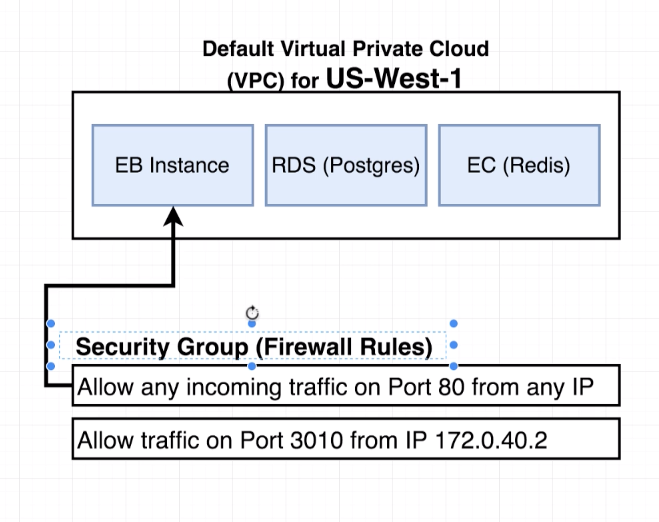 Default Virtual Private Cloud
(VPC) for US-West-1
EB Instance
RDS (Postgres)
EC (Redis)
Security Group (Firewall Rules)
Allow any incoming traffic on Port 80 from any IP
Allow traffic on Port 3010 from IP 172.0.40.2